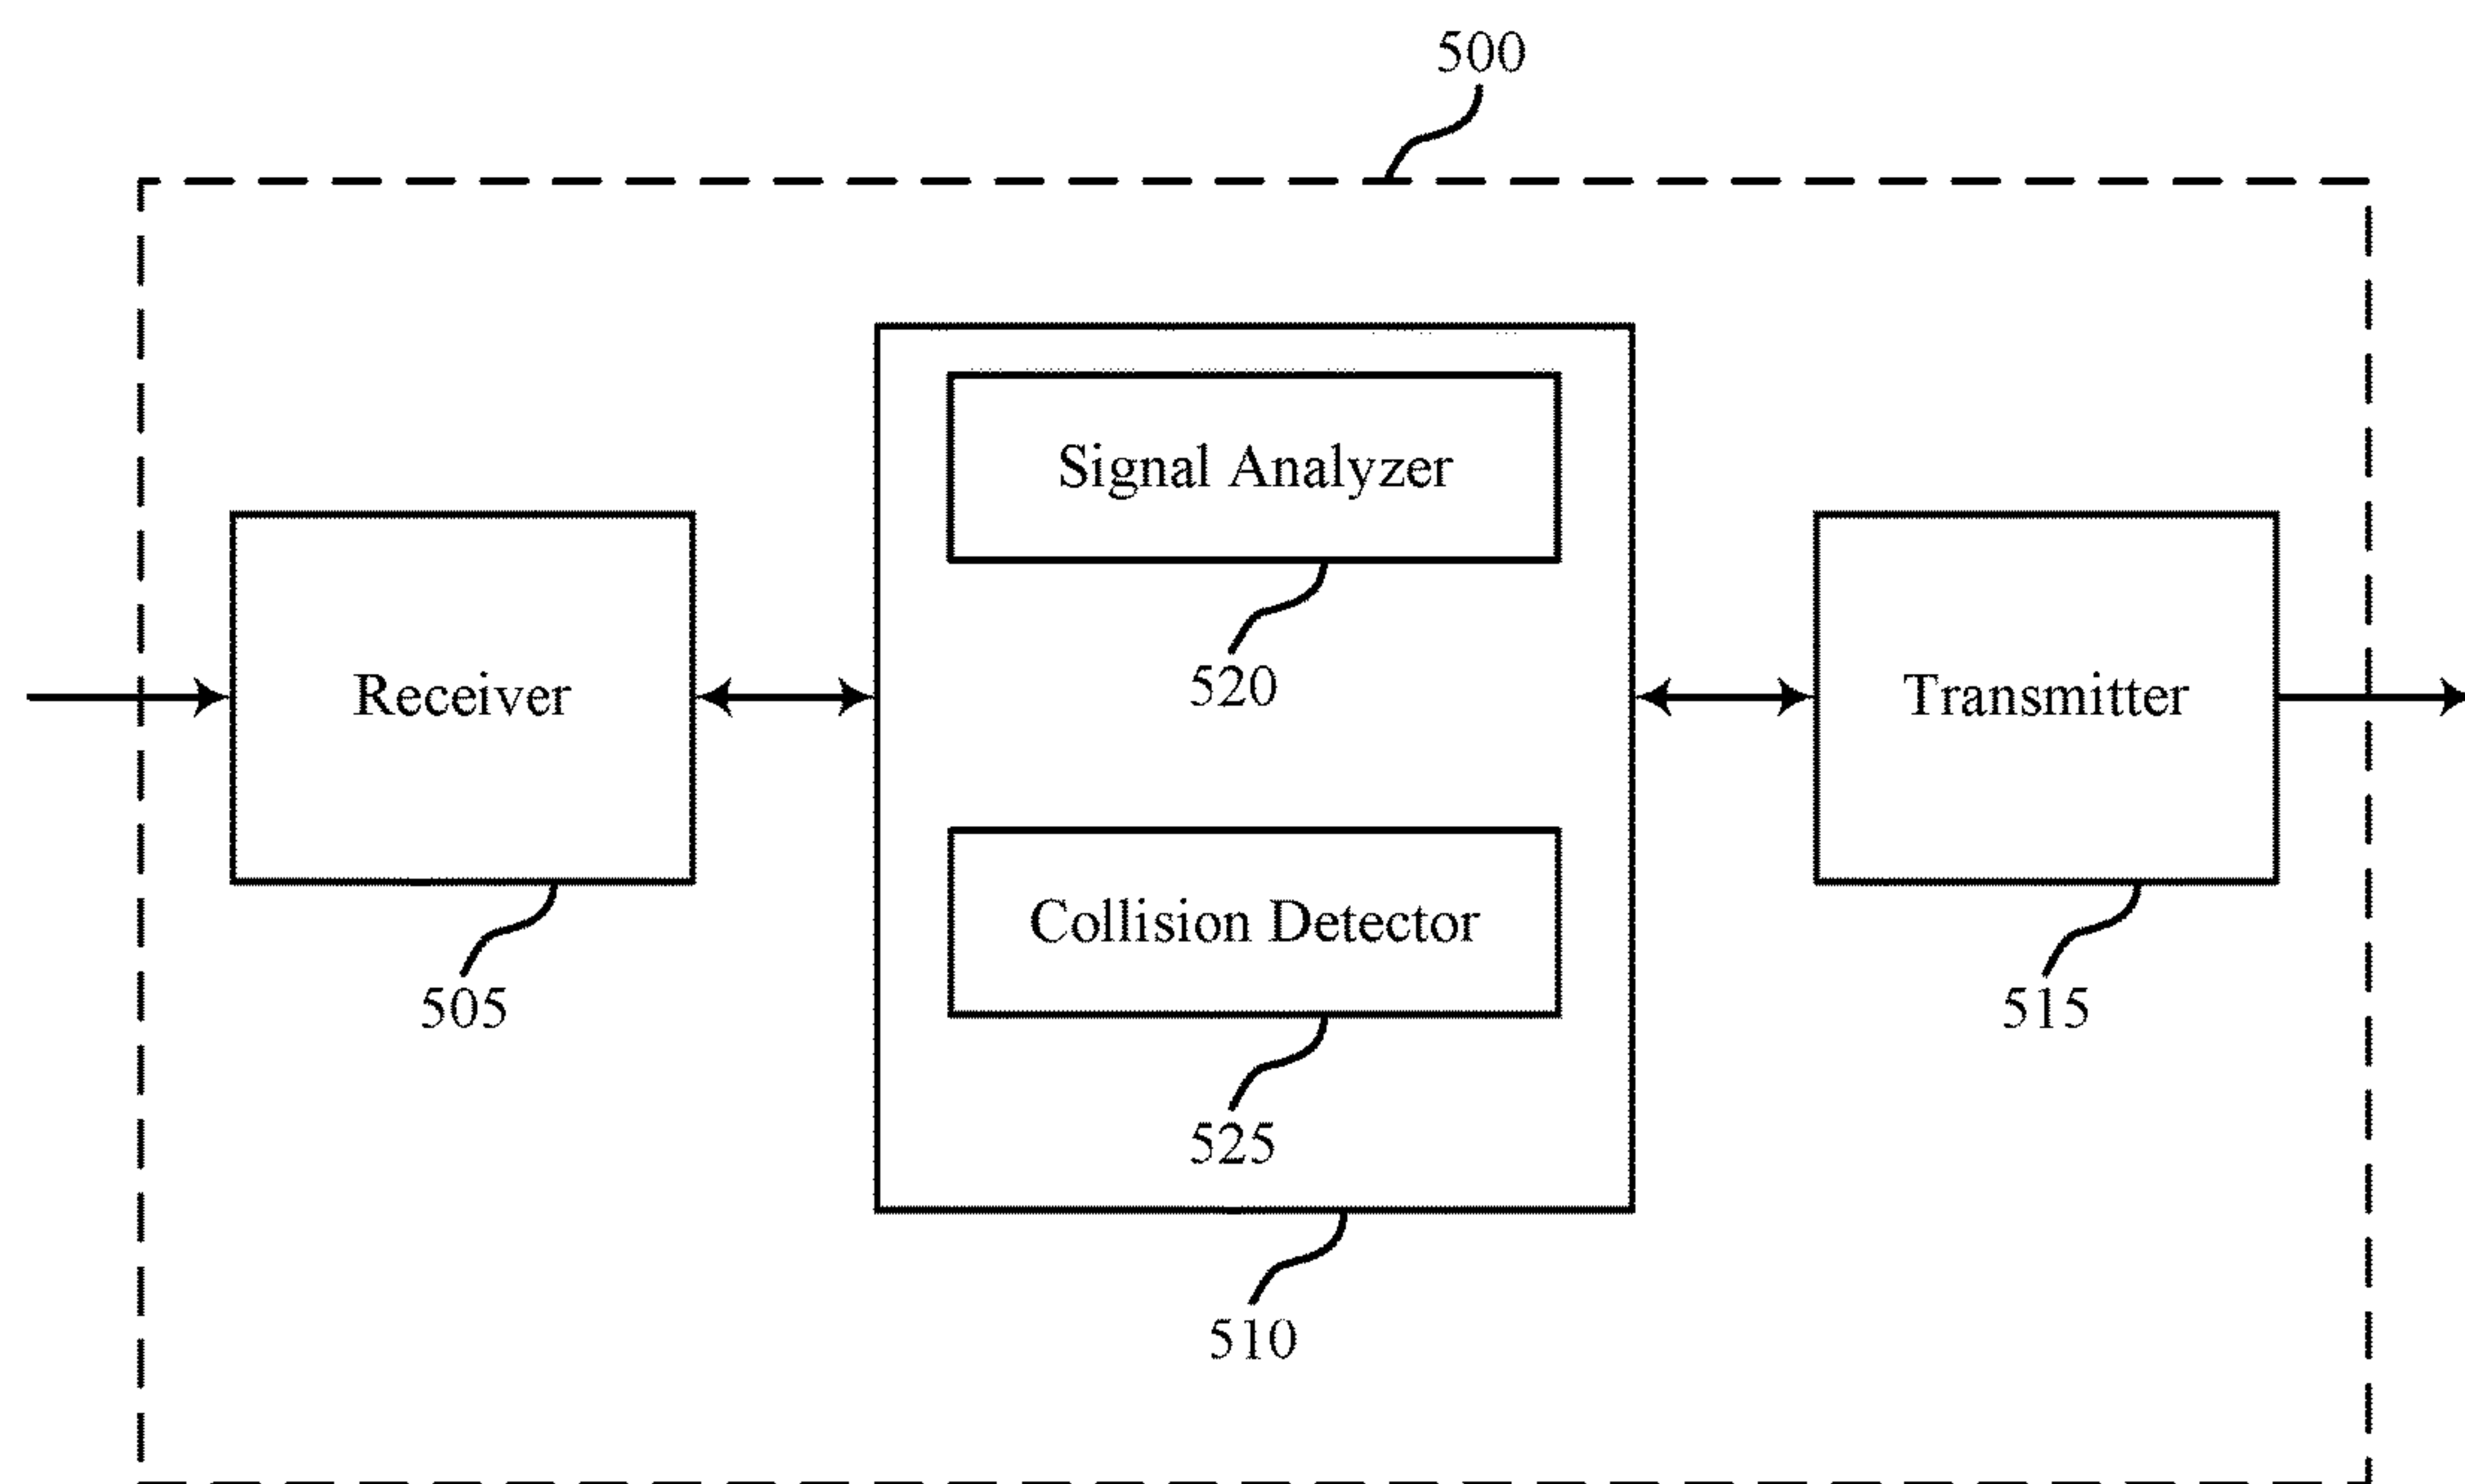 500
Signal Analyzer
520
Receiver
505
Collision Detector
525
510
Transmitter
515